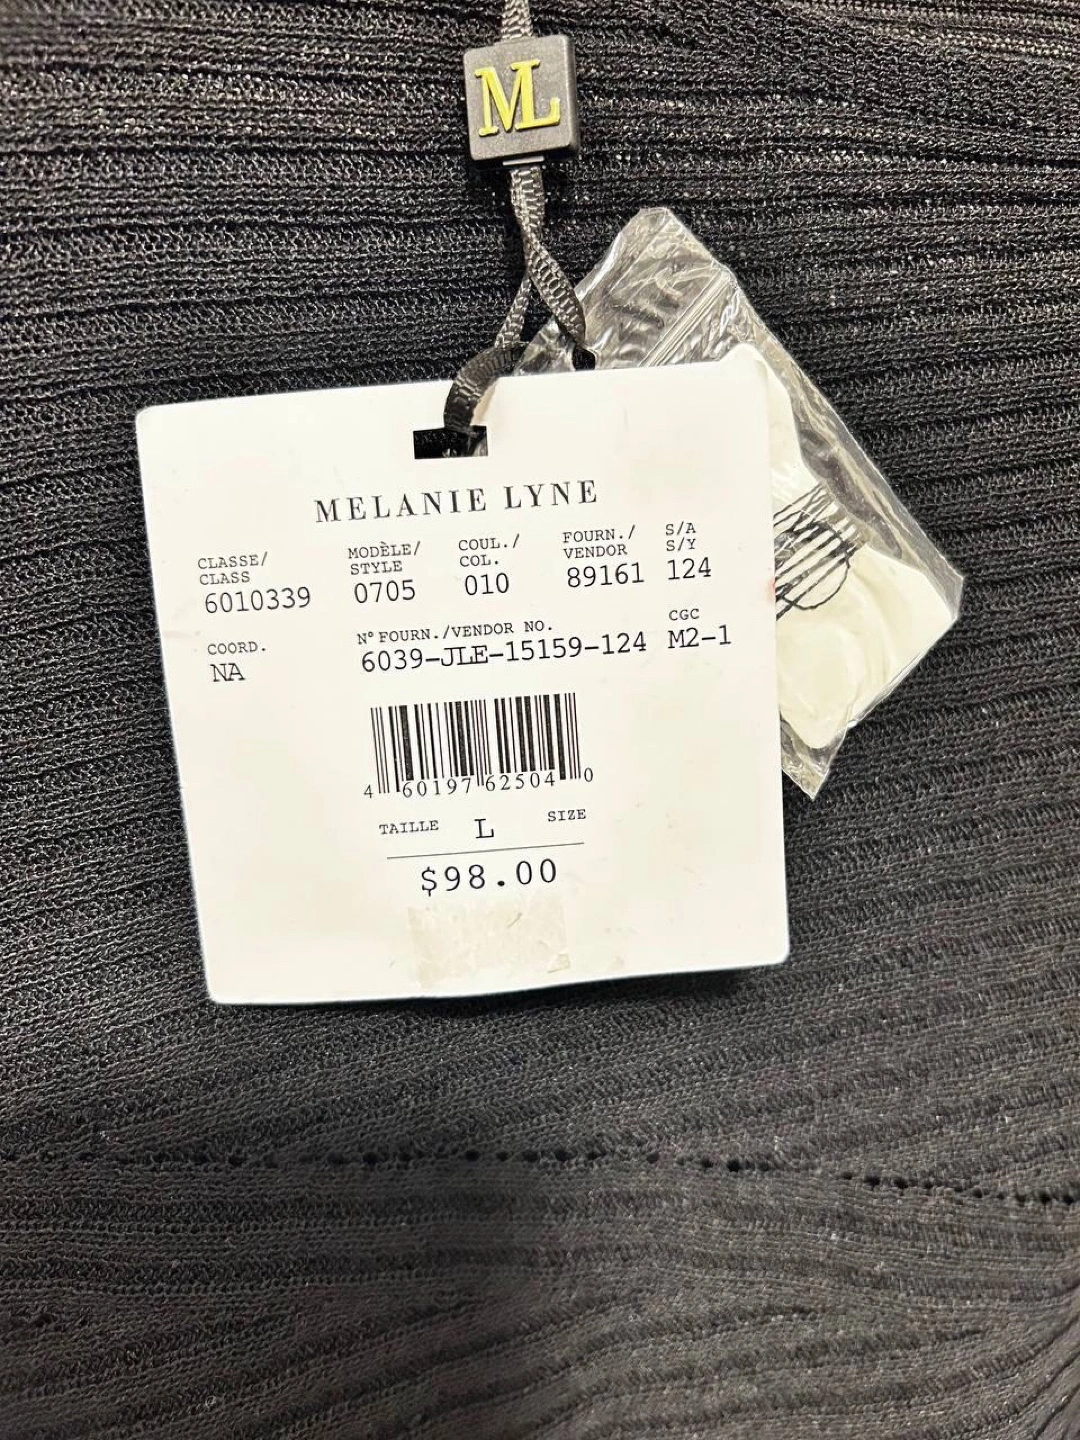 ML
MELANIE LYNE
CLASSE/ MODÈLE/ COUL./ FOURN./ S/A
CLASS STYLE COL. VENDOR S/Y
6010339 0705 010 89161 124
COORD. Nº FOURN./VENDOR NO. CGC
NA 6039-JLE-15159-124 M2-1
4 60197 62504 0
TAILLE L SIZE
$98.00